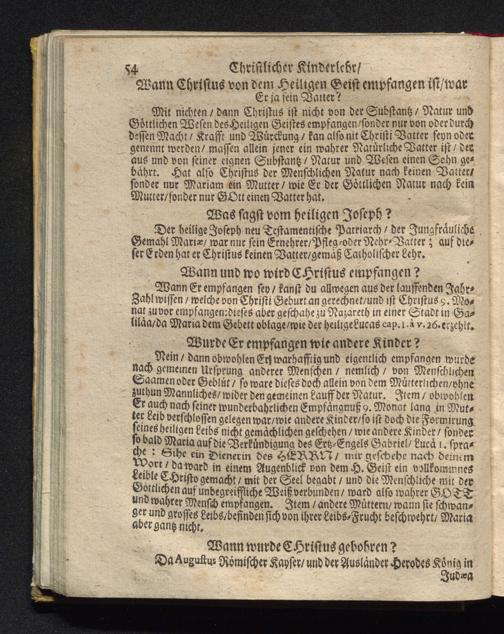 54 Christlicher Kinderlehr/
Wann Christus von dem Heiligen Geist empfangen ist/war
Er ja sein Vatter?
Mit nichten/ dann Christus ist nicht von der Substantz/ Natur und
Göttlichen Wesen des Heiligen Geistes empfangen/sonder nur von oder durch
dessen Macht/ Krafft und Würckung/ kan also nit Christi Vatter seyn oder
genennt werden/ massen allein jener ein wahrer Natürliche Vatter ist/ der
aus und von seiner eignen Substantz/ Natur und Wesen einen Sohn ge-
bährt. Hat also Christus der Menschlichen Natur nach keinen Vatter/
sonder nur Mariam ein Mutter/ wie Er der Göttlichen Natur nach kein
Mutter/sonder nur GOtt einen Vatter hat.
Was sagst vom heiligen Joseph?
Der heilige Joseph neu Testamentische Patriarch/ der Jungfräuliche
Gemahl Mariæ/ war nur sein Ernehrer/Pfleg-oder Nehr-Vatter; auf die-
ser Erden hat er Christus keinen Vatter/gemäß Catholischer Lehr.
Wann und wo wird CHristus empfangen?
Wann Er empfangen sey/ kanst du allwegen aus der lauffenden Jahr-
Zahl wissen/ welche von Christi Geburt an gerechnet/und ist Christus 9. Mo-
nat zuvor empfangen: dieses aber geschahe zu Nazareth in einer Stadt in Ga-
liläa/da Maria dem Gebett oblage/wie der heilige Lucas cap. 1. à v. 26. erzehlt.
Wurde Er empfangen wie andere Kinder?
Nein/ dann obwohlen Er warhafftig und eigentlich empfangen wurde
nach gemeinen Ursprung anderer Menschen/ nemlich/ von Menschlichen
Saamen oder Geblüt/ so ware dieses doch allein von dem Mütterlichen/ohne
zuthun Mannliches/ wider den gemeinen Lauff der Natur. Item/ obwohlen
Er auch nach seiner wunderbahrlichen Empfängnuß 9. Monat lang in Mut-
ter Leib verschlossen gelegen war/wie andere Kinder/so ist doch die Formirung
seines heiligen Leibs nicht gemächlichen geschehen/ wie andere Kinder/ sonder
so bald Maria auf die Verkündigung des Ertz-Engels Gabriel/ Lucä 1. spra-
che: Sihe ein Dienerin des HERRN/ mir geschehe nach deinem
Wort/ da ward in einem Augenblick von dem H. Geist ein vollkommnes
Leible CHristo gemacht/ mit der Seel begabt/ und die Menschliche mit der
Göttlichen auf unbegreiffliche Weiß verbunden/ ward also wahrer GOTT
und wahrer Mensch empfangen. Item/ andere Müttern/ wann sie schwan-
ger und grosses Leibs/befinden sich von ihrer Leibs-Frucht beschwehrt/ Maria
aber gantz nicht.
Wann wurde CHristus gebohren?
Da Augustus Römischer Kayser/ und der Ausländer Herodes König in
Judæa